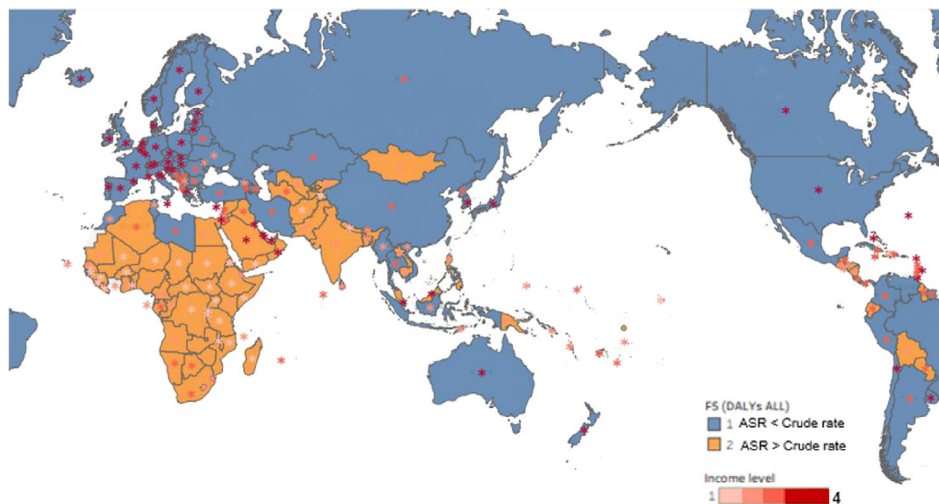 F5 (DALYs ALL)
1 ASR < Crude rate
2 ASR > Crude rate
Income level
1 4